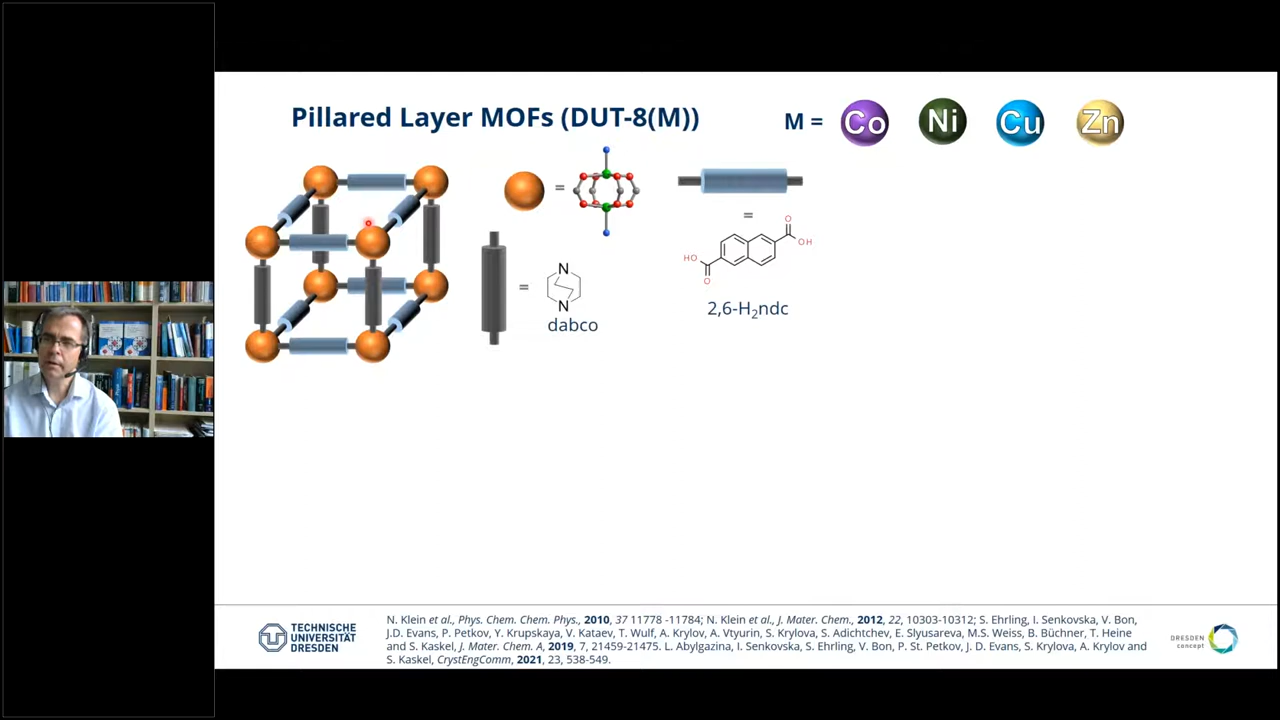 Pillared Layer MOFs (DUT-8(M))
M =
Co
Ni
Cu
Zn
=
=
N
N
dabco
=
O
OH
HO
O
2,6-H₂ndc
TECHNISCHE
UNIVERSITÄT
DRESDEN
N. Klein et al., Phys. Chem. Chem. Phys., 2010, 37 11778 -11784; N. Klein et al., J. Mater. Chem., 2012, 22, 10303-10312; S. Ehrling, I. Senkovska, V. Bon,
J.D. Evans, P. Petkov, Y. Krupskaya, V. Kataev, T. Wulf, A. Krylov, A. Vtyurin, S. Krylova, S. Adichtchev, E. Slyusareva, M.S. Weiss, B. Büchner, T. Heine
and S. Kaskel, J. Mater. Chem. A, 2019, 7, 21459-21475. L. Abylgazina, I. Senkovska, S. Ehrling, V. Bon, P. St. Petkov, J. D. Evans, S. Krylova, A. Krylov and
S. Kaskel, CrystEngComm, 2021, 23, 538-549.
DRESDEN
concept